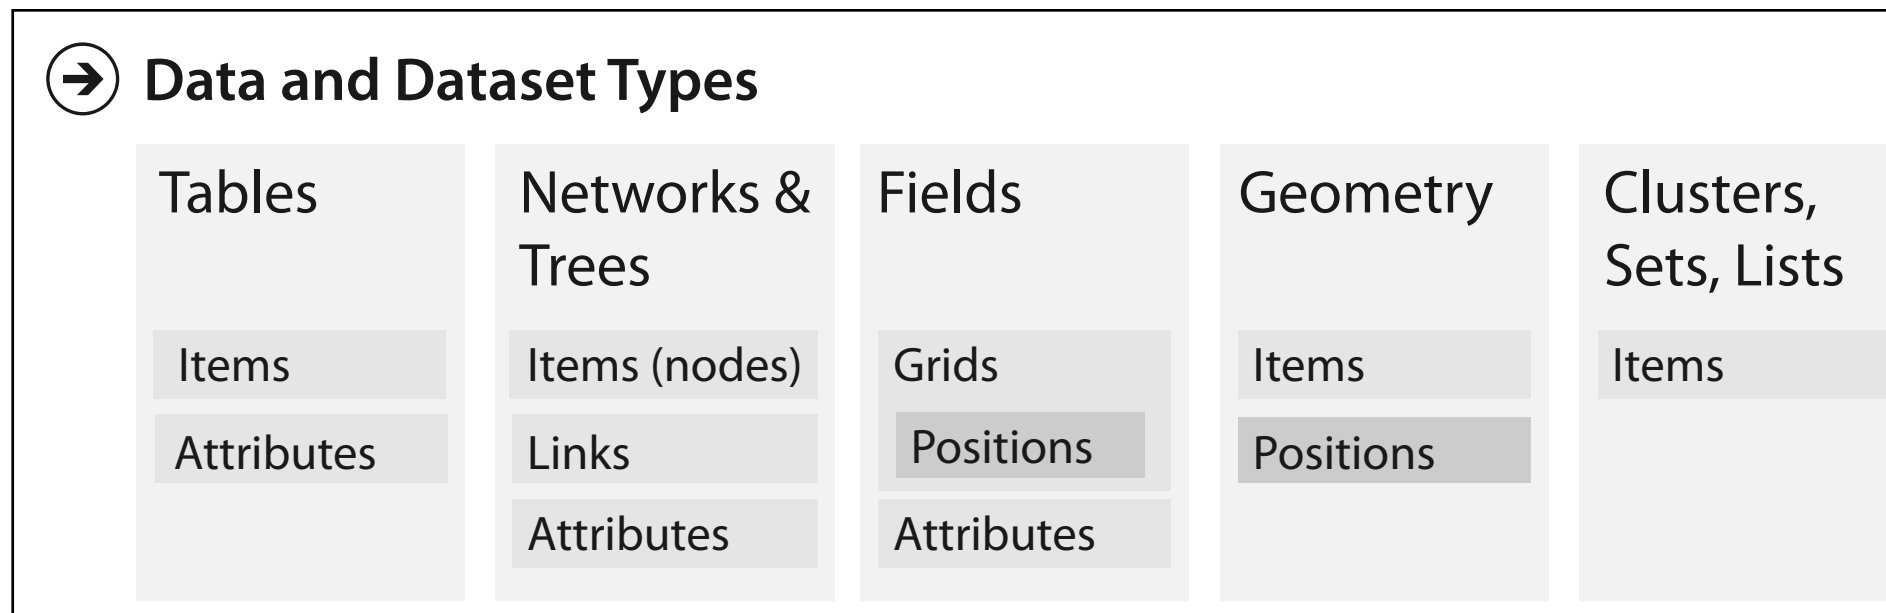 Data and Dataset Types
Tables
Items
Attributes
Networks &
Trees
Items (nodes)
Links
Attributes
Fields
Grids
Positions
Attributes
Geometry
Items
Positions
Clusters,
Sets, Lists
Items